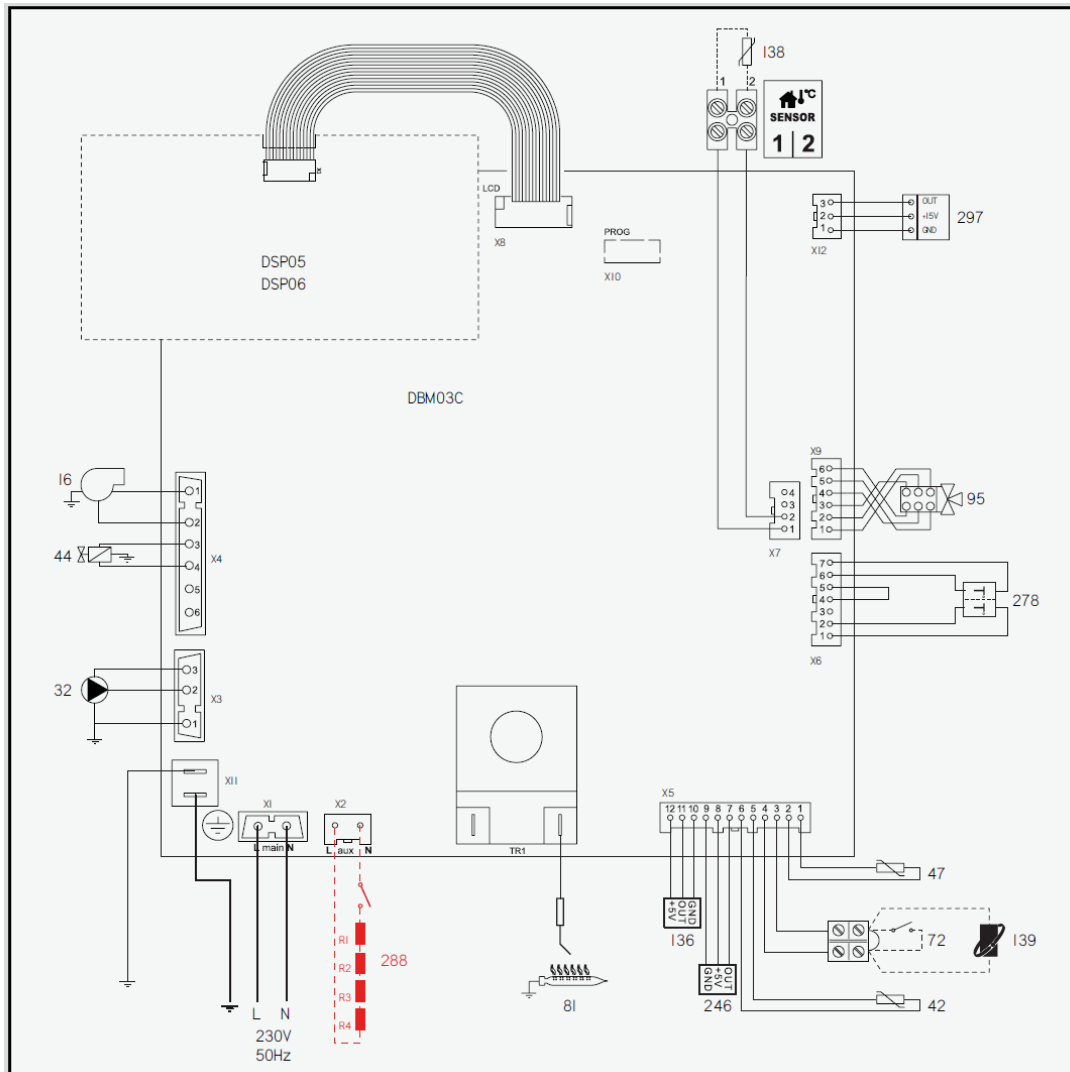 I38
1 2
°C
SENSOR
1 2
LCD
X8
PROG
X10
3
2
1
X12
OUT
+15V
GND
297
DSP05
DSP06
DBM03C
I6
1
2
3
4
5
6
X4
44
X9
6
5
4
3
2
1
95
4
3
2
1
X7
7
6
5
4
3
2
1
X6
278
32
3
2
1
X3
X11
X1
L main N
X2
L aux N
TR1
X5
12 11 10 9 8 7 6 5 4 3 2 1
47
R1
R2
R3
R4
288
+5V
OUT
GND
I36
GND
+5V
OUT
246
72
I39
42
8I
L N
230V
50Hz